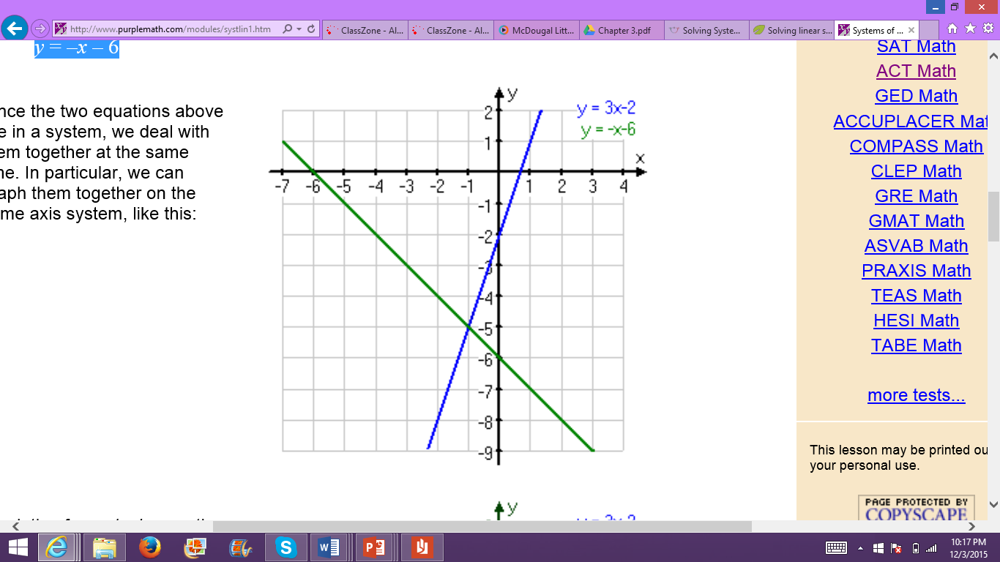 http://www.purplemath.com/modules/systlin1.htm
ClassZone - Al...
ClassZone - Al...
McDougal Litt...
Chapter 3.pdf
Solving Syste...
Solving linear s...
Systems of ...
y = –x – 6
nce the two equations above
e in a system, we deal with
em together at the same
me. In particular, we can
aph them together on the
me axis system, like this:
y
y = 3x-2
y = -x-6
x
2
1
-7 -6 -5 -4 -3 -2 -1 1 2 3 4
-1
-2
-3
-4
-5
-6
-7
-8
-9
y
SAT Math
ACT Math
GED Math
ACCUPLACER Mat
COMPASS Math
CLEP Math
GRE Math
GMAT Math
ASVAB Math
PRAXIS Math
TEAS Math
HESI Math
TABE Math
more tests...
This lesson may be printed ou
your personal use.
PAGE PROTECTED BY
COPYSCAPE
10:17 PM
12/3/2015